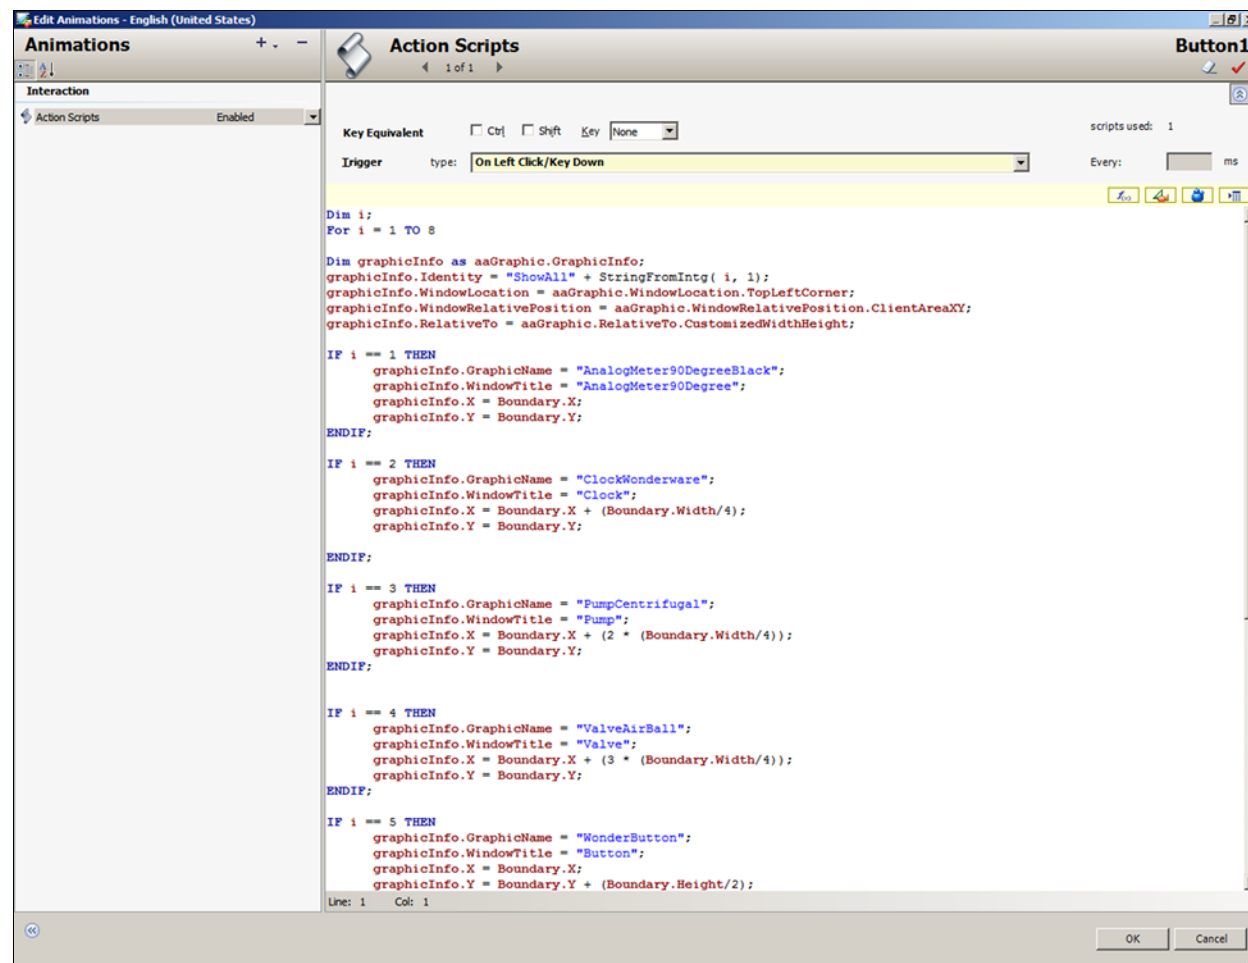 Edit Animations - English (United States)
Animations
Action Scripts
Button1
1 of 1
Interaction
Action Scripts Enabled
Key Equivalent Ctrl Shift Key None
scripts used: 1
Trigger type: On Left Click/Key Down
Every: ms
Dim i;
For i = 1 TO 8
Dim graphicInfo as aaGraphic.GraphicInfo;
graphicInfo.Identity = "ShowAll" + StringFromIntg( i, 1);
graphicInfo.WindowLocation = aaGraphic.WindowLocation.TopLeftCorner;
graphicInfo.WindowRelativePosition = aaGraphic.WindowRelativePosition.ClientAreaXY;
graphicInfo.RelativeTo = aaGraphic.RelativeTo.CustomizedWidthHeight;
IF i == 1 THEN
graphicInfo.GraphicName = "AnalogMeter90DegreeBlack";
graphicInfo.WindowTitle = "AnalogMeter90Degree";
graphicInfo.X = Boundary.X;
graphicInfo.Y = Boundary.Y;
ENDIF;
IF i == 2 THEN
graphicInfo.GraphicName = "ClockWonderware";
graphicInfo.WindowTitle = "Clock";
graphicInfo.X = Boundary.X + (Boundary.Width/4);
graphicInfo.Y = Boundary.Y;
ENDIF;
IF i == 3 THEN
graphicInfo.GraphicName = "PumpCentrifugal";
graphicInfo.WindowTitle = "Pump";
graphicInfo.X = Boundary.X + (2 * (Boundary.Width/4));
graphicInfo.Y = Boundary.Y;
ENDIF;
IF i == 4 THEN
graphicInfo.GraphicName = "ValveAirBall";
graphicInfo.WindowTitle = "Valve";
graphicInfo.X = Boundary.X + (3 * (Boundary.Width/4));
graphicInfo.Y = Boundary.Y;
ENDIF;
IF i == 5 THEN
graphicInfo.GraphicName = "WonderButton";
graphicInfo.WindowTitle = "Button";
graphicInfo.X = Boundary.X;
graphicInfo.Y = Boundary.Y + (Boundary.Height/2);
Line: 1 Col: 1
OK Cancel